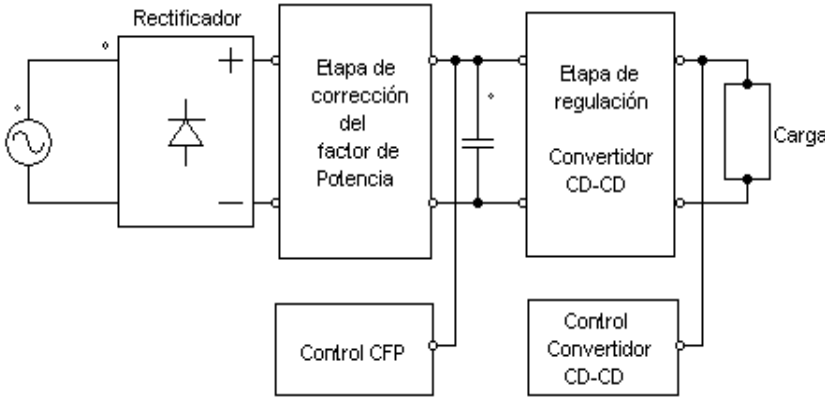 Rectificador
Etapa de
corrección
del
factor de
Potencia
Etapa de
regulación
Convertidor
CD-CD
Carga
Control CFP
Control
Convertidor
CD-CD